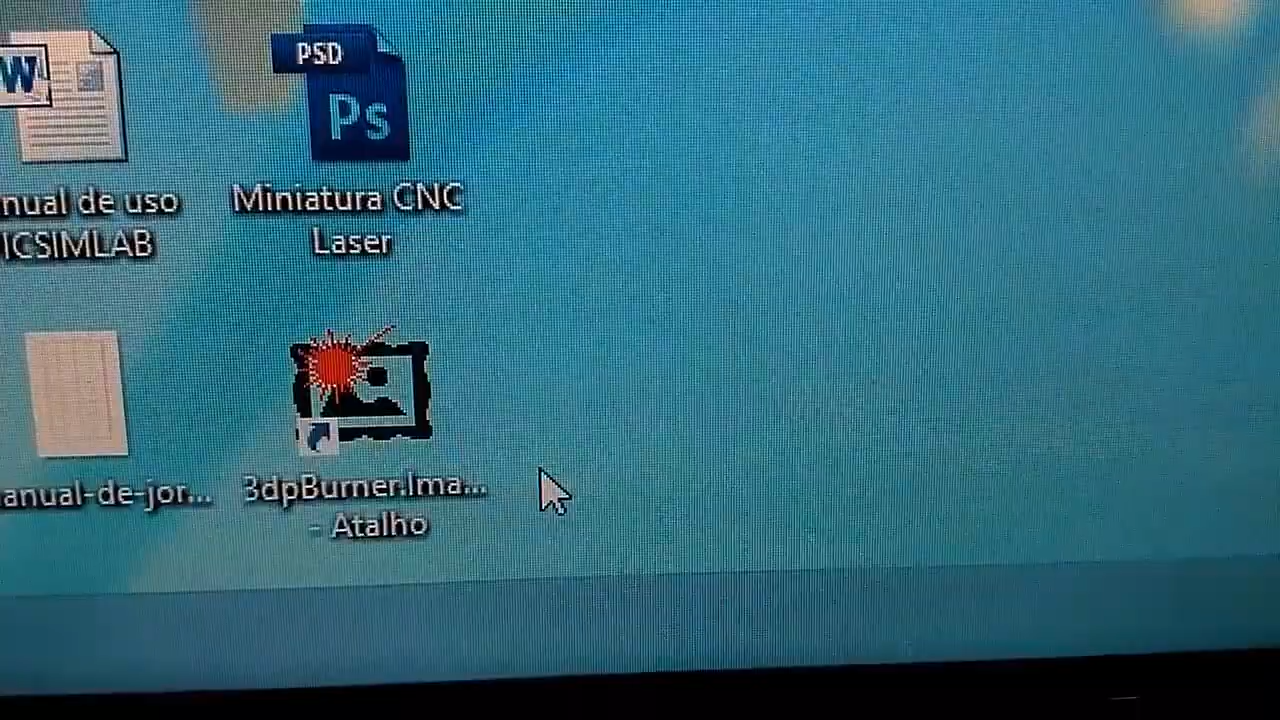 W
PSD
Ps
nual de uso
ICSIMLAB
Miniatura CNC
Laser
anual-de-jor...
3dpBurner.Ima...
- Atalho